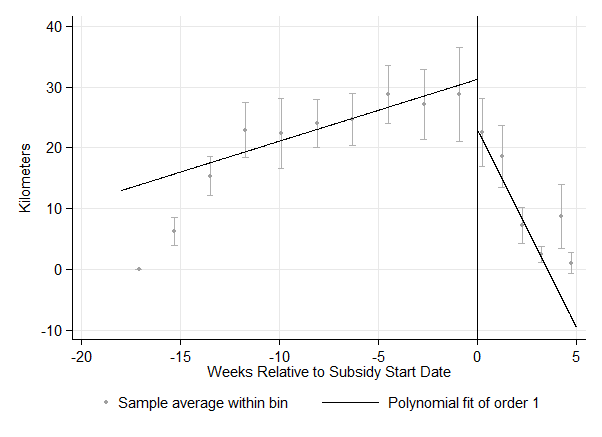 Kilometers
40
30
20
10
0
-10
-20 -15 -10 -5 0 5
Weeks Relative to Subsidy Start Date
Sample average within bin Polynomial fit of order 1